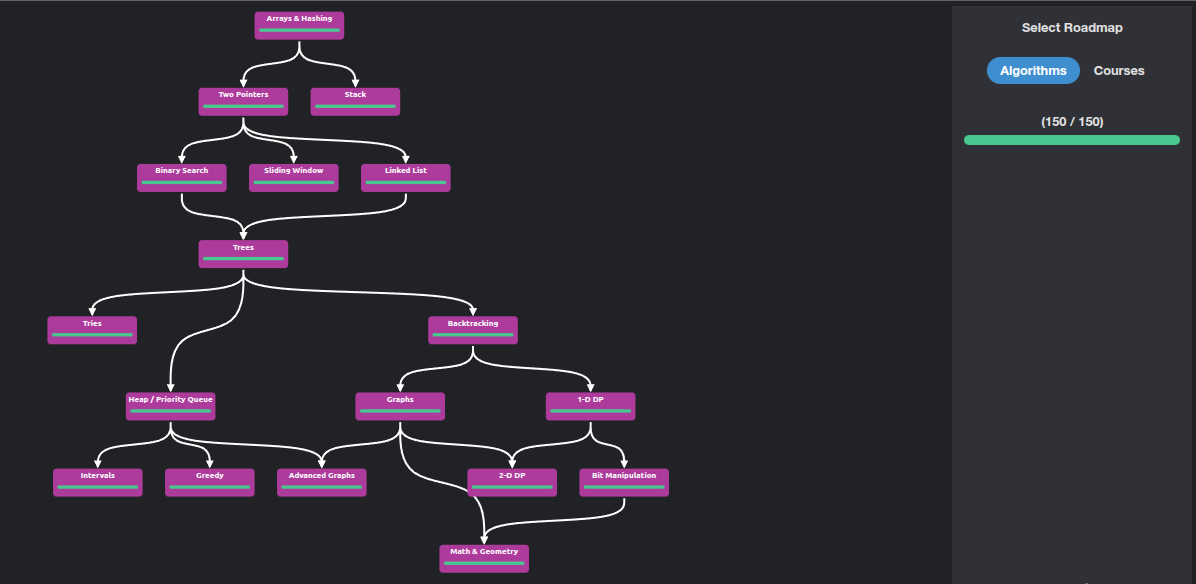 Arrays & Hashing
Select Roadmap
Algorithms Courses
Two Pointers
Stack
(150 / 150)
Binary Search
Sliding Window
Linked List
Trees
Tries
Backtracking
Heap / Priority Queue
Graphs
1-D DP
Intervals
Greedy
Advanced Graphs
2-D DP
Bit Manipulation
Math & Geometry